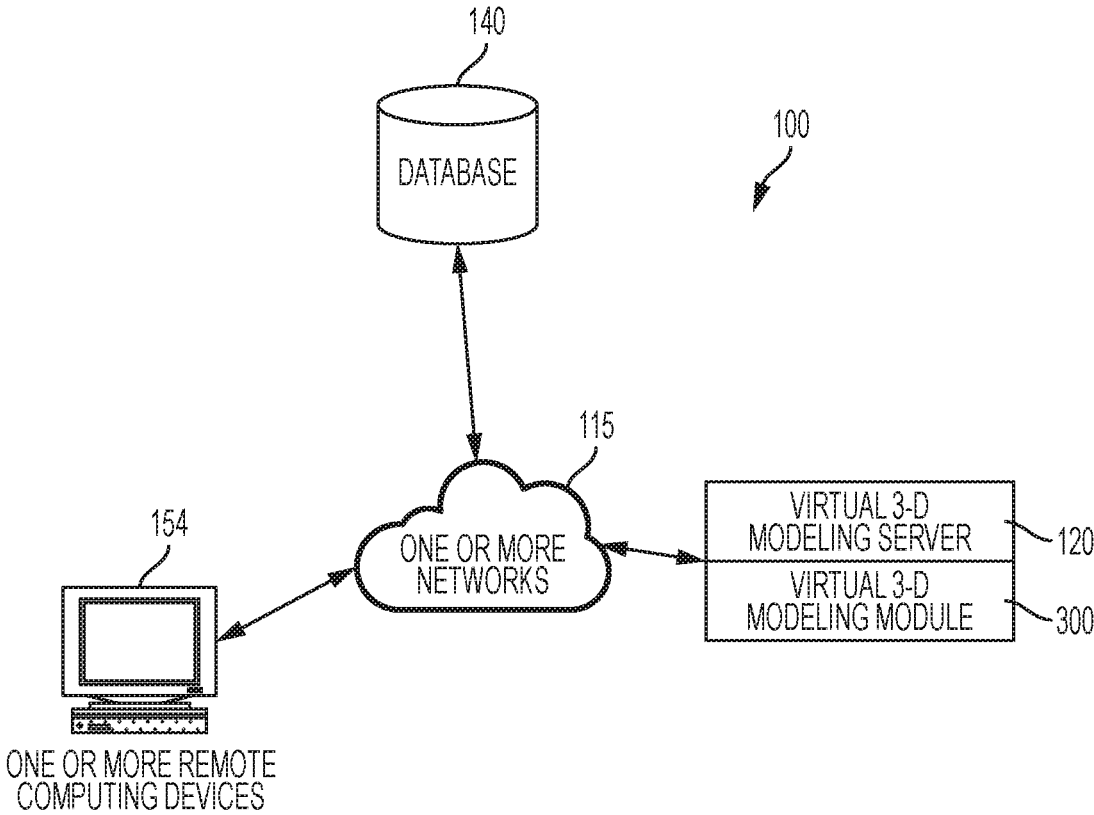 140
DATABASE
100
115
ONE OR MORE
NETWORKS
VIRTUAL 3-D
MODELING SERVER
120
VIRTUAL 3-D
MODELING MODULE
300
154
ONE OR MORE REMOTE
COMPUTING DEVICES